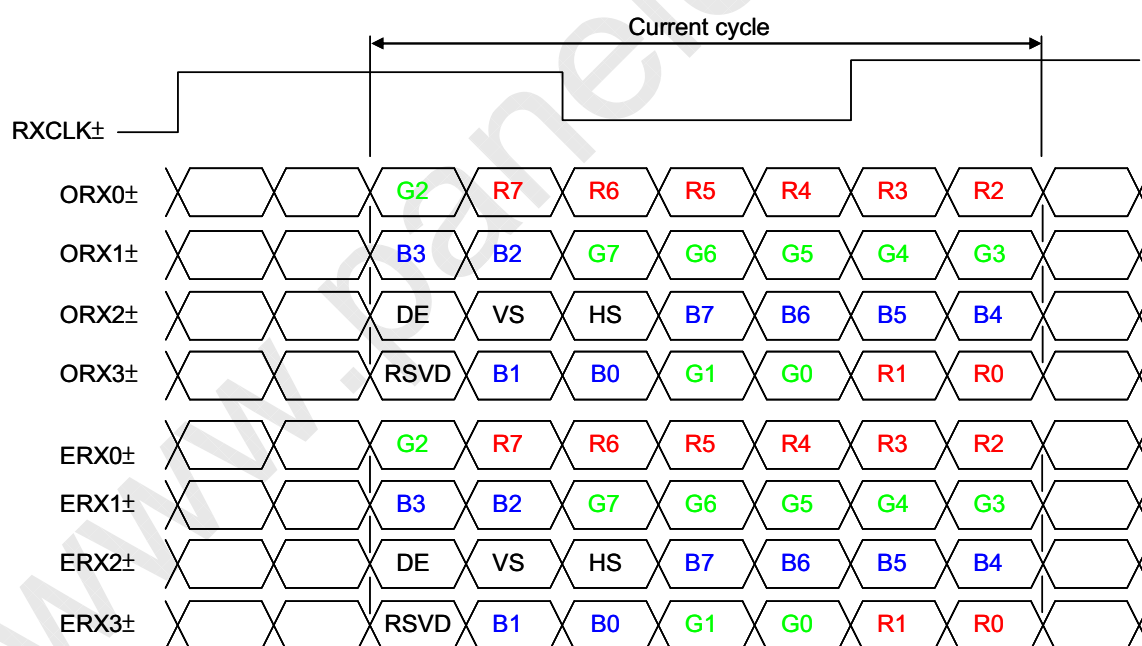 Current cycle
RXCLK±
ORX0± G2 R7 R6 R5 R4 R3 R2
ORX1± B3 B2 G7 G6 G5 G4 G3
ORX2± DE VS HS B7 B6 B5 B4
ORX3± RSVD B1 B0 G1 G0 R1 R0
ERX0± G2 R7 R6 R5 R4 R3 R2
ERX1± B3 B2 G7 G6 G5 G4 G3
ERX2± DE VS HS B7 B6 B5 B4
ERX3± RSVD B1 B0 G1 G0 R1 R0